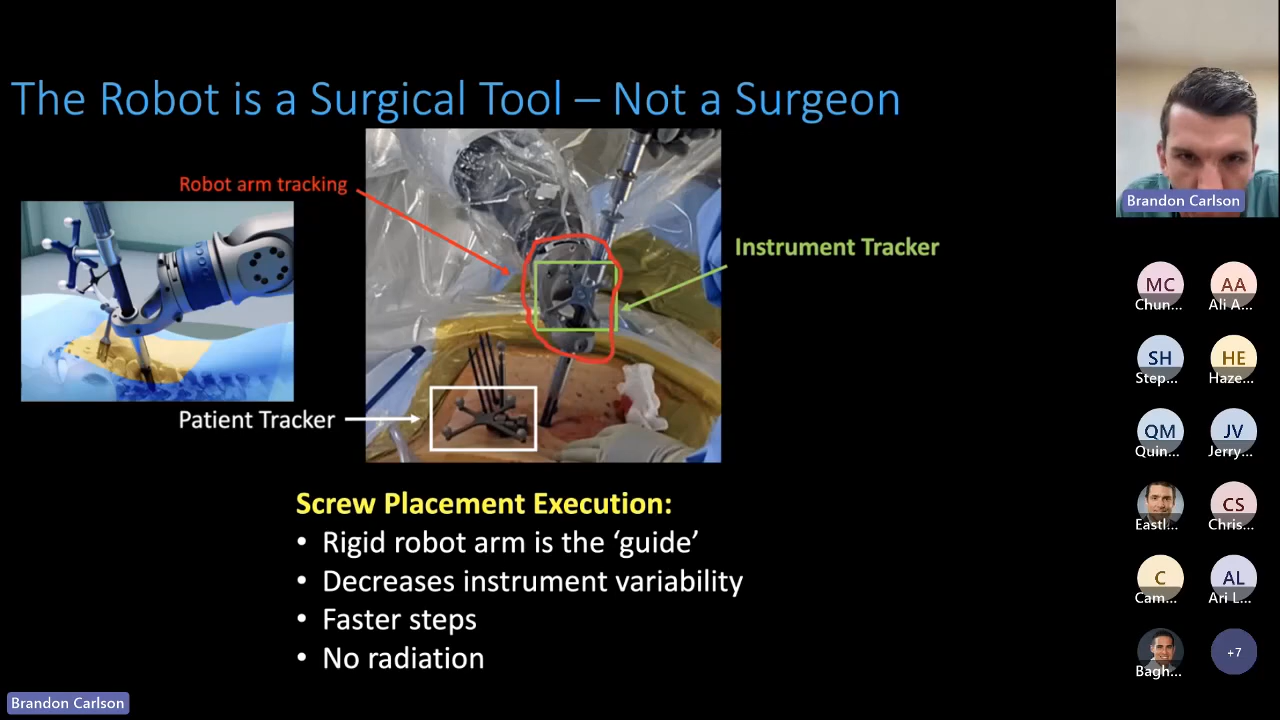 The Robot is a Surgical Tool – Not a Surgeon
Robot arm tracking
Instrument Tracker
Patient Tracker
Screw Placement Execution:
• Rigid robot arm is the ‘guide’
• Decreases instrument variability
• Faster steps
• No radiation
Brandon Carlson
Brandon Carlson
MC
AA
Chun...
Ali A...
SH
HE
Step...
Haze...
QM
JV
Quin...
Jerry...
CS
Eastl...
Chris...
C
AL
Cam...
Ari L...
+7
Bagh...